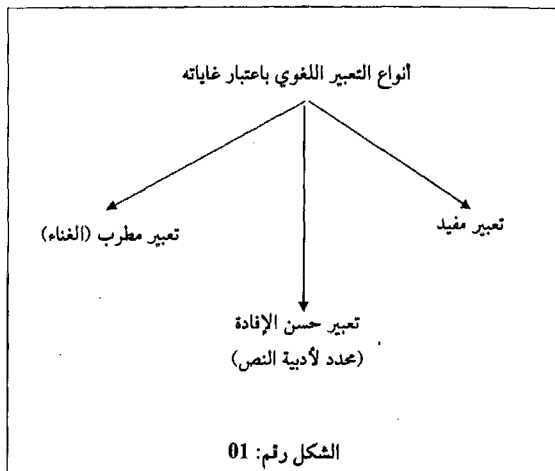 أنواع التعبير اللغوي باعتبار غاياته
تعبير مفيد
تعبير مطرب (الغناء)
تعبير حسن الإفادة
(محدد لأدبية النص)
الشكل رقم: 01